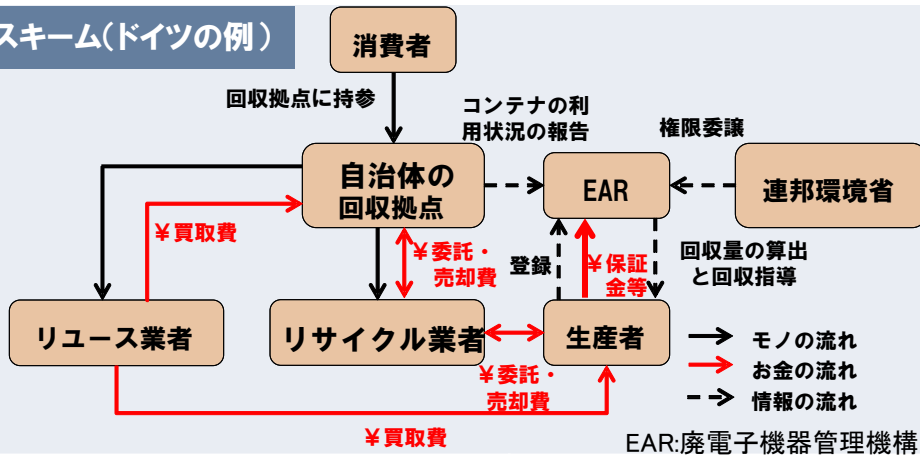 スキーム(ドイツの例)
消費者
回収拠点に持参
コンテナの利
用状況の報告
権限委譲
自治体の
回収拠点
EAR
連邦環境省
¥買取費
¥委託・
売却費
登録
¥保証
金等
回収量の算出
と回収指導
リユース業者
リサイクル業者
生産者
¥委託・
売却費
¥買取費
モノの流れ
お金の流れ
情報の流れ
EAR:廃電子機器管理機構